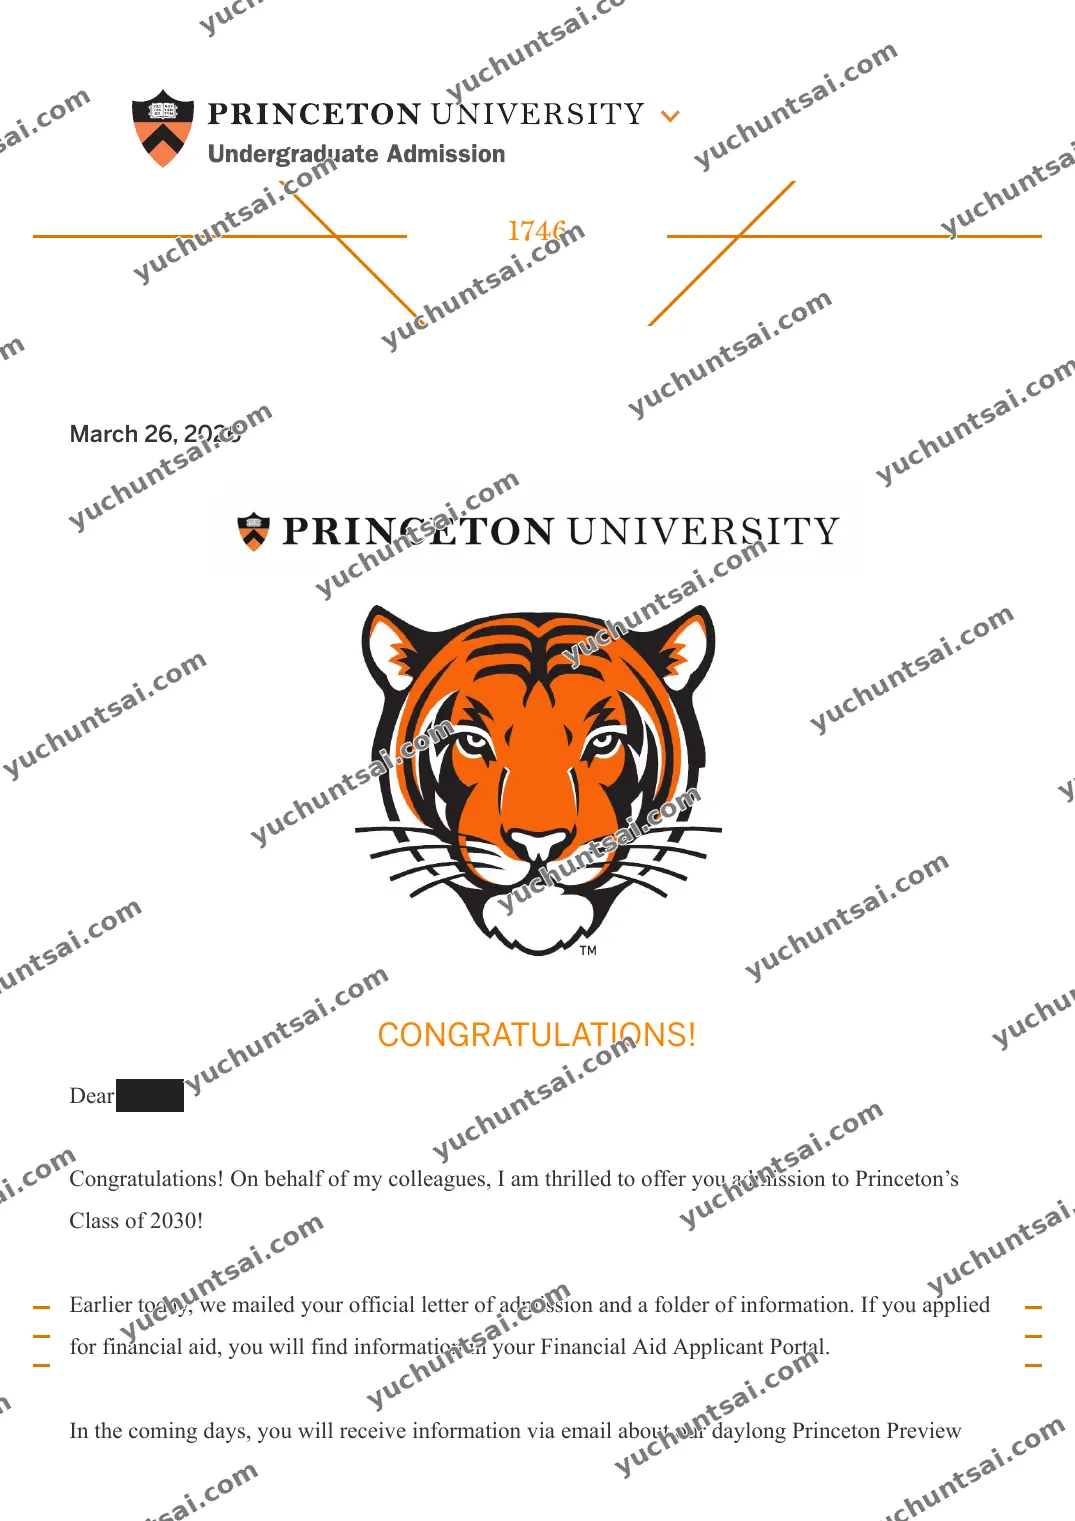 PRINCETON UNIVERSITY
Undergraduate Admission
1746
March 26, 2026
PRINCETON UNIVERSITY
TM
CONGRATULATIONS!
Dear
Congratulations! On behalf of my colleagues, I am thrilled to offer you admission to Princeton’s
Class of 2030!
Earlier today, we mailed your official letter of admission and a folder of information. If you applied
for financial aid, you will find information in your Financial Aid Applicant Portal.
In the coming days, you will receive information via email about our daylong Princeton Preview
yuchuntsai.com